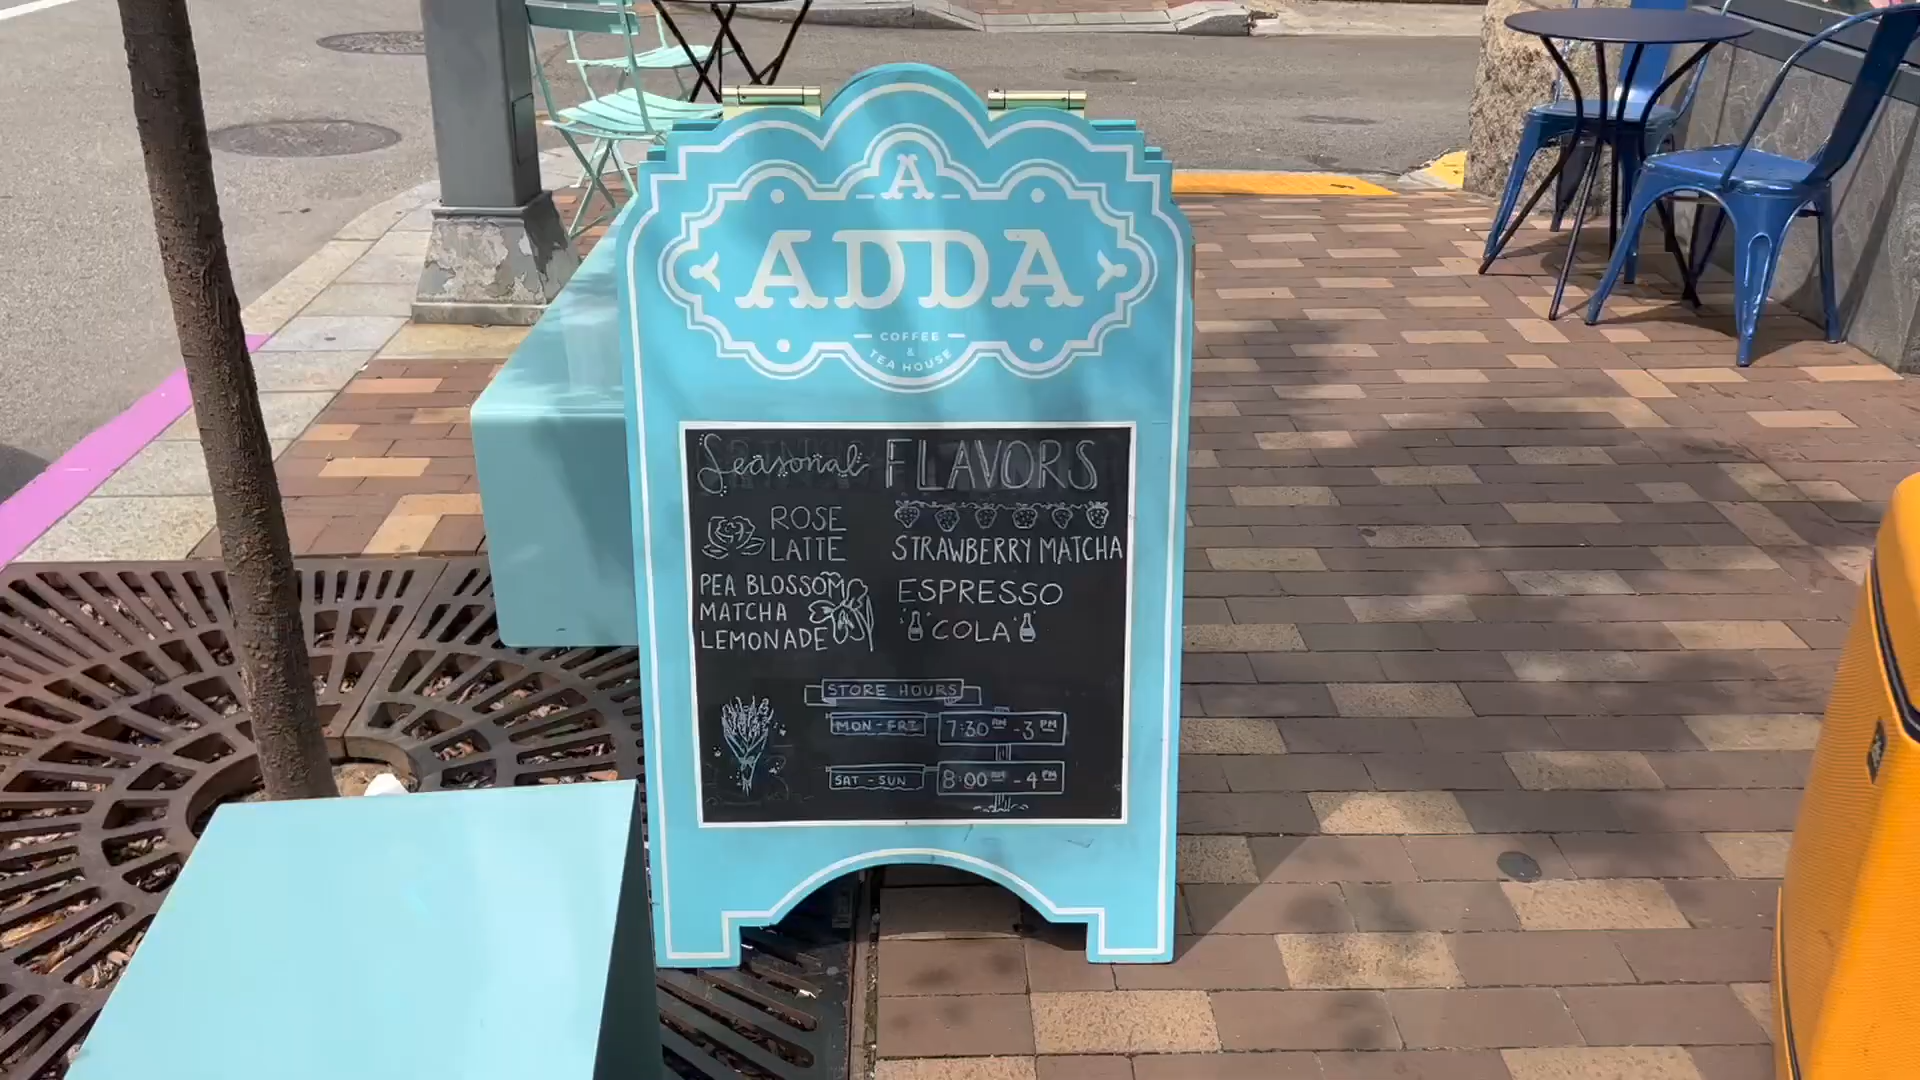 A
ADDA
COFFEE
&
TEA HOUSE
Seasonal FLAVORS
ROSE
LATTE
PEA BLOSSOM
MATCHA
LEMONADE
STRAWBERRY MATCHA
ESPRESSO
COLA
STORE HOURS
MON-FRI 7:30 AM - 3 PM
SAT-SUN 8:00 AM - 4 PM